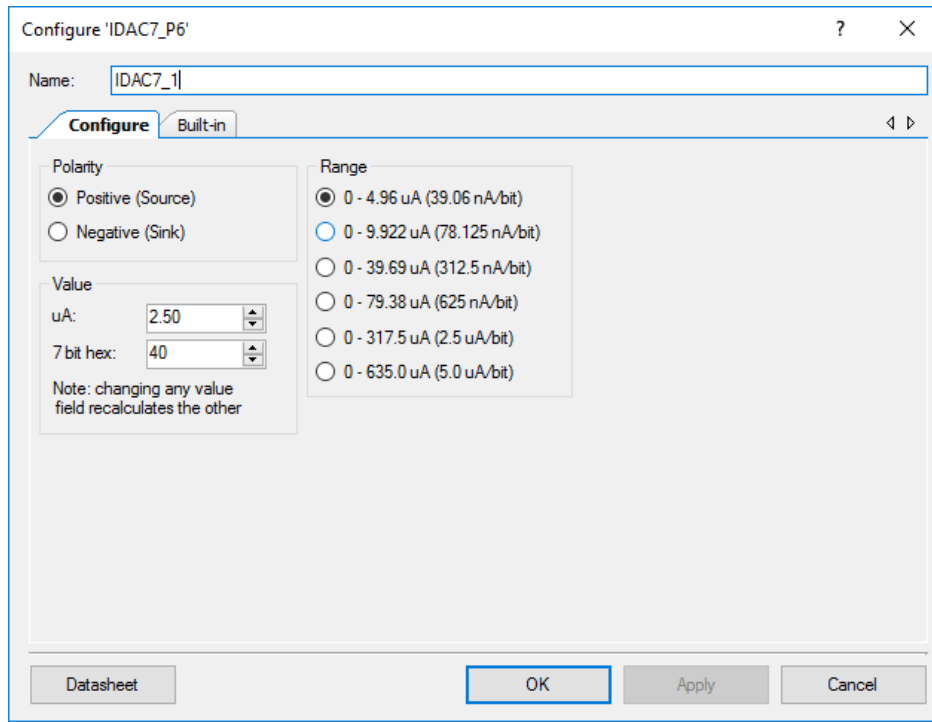 Configure 'IDAC7_P6'
?
Name: IDAC7_1
Configure Built-in
Polarity
Positive (Source)
Negative (Sink)
Value
uA: 2.50
7 bit hex: 40
Note: changing any value
field recalculates the other
Range
0 - 4.96 uA (39.06 nA/bit)
0 - 9.922 uA (78.125 nA/bit)
0 - 39.69 uA (312.5 nA/bit)
0 - 79.38 uA (625 nA/bit)
0 - 317.5 uA (2.5 uA/bit)
0 - 635.0 uA (5.0 uA/bit)
Datasheet OK Apply Cancel